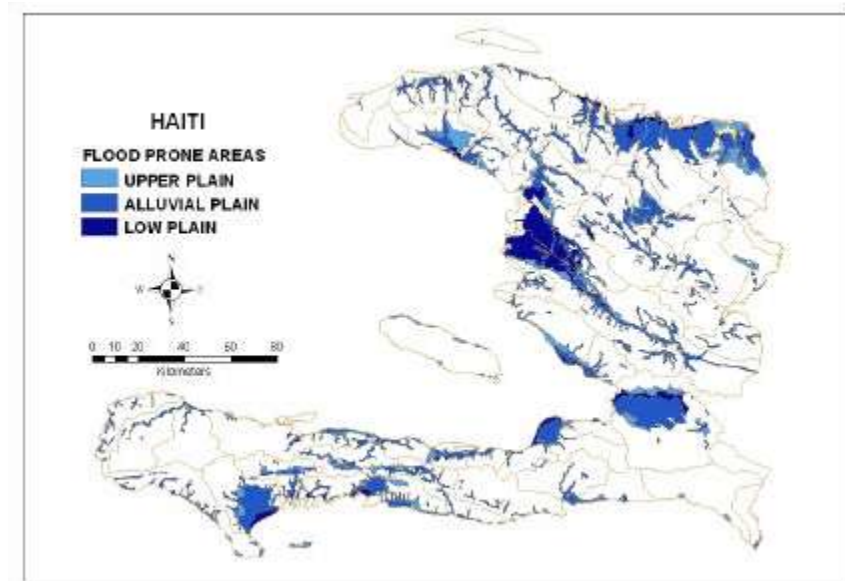 HAITI
FLOOD PRONE AREAS
UPPER PLAIN
ALLUVIAL PLAIN
LOW PLAIN
N
W E
S
0 10 20 40 60 80
Kilometers